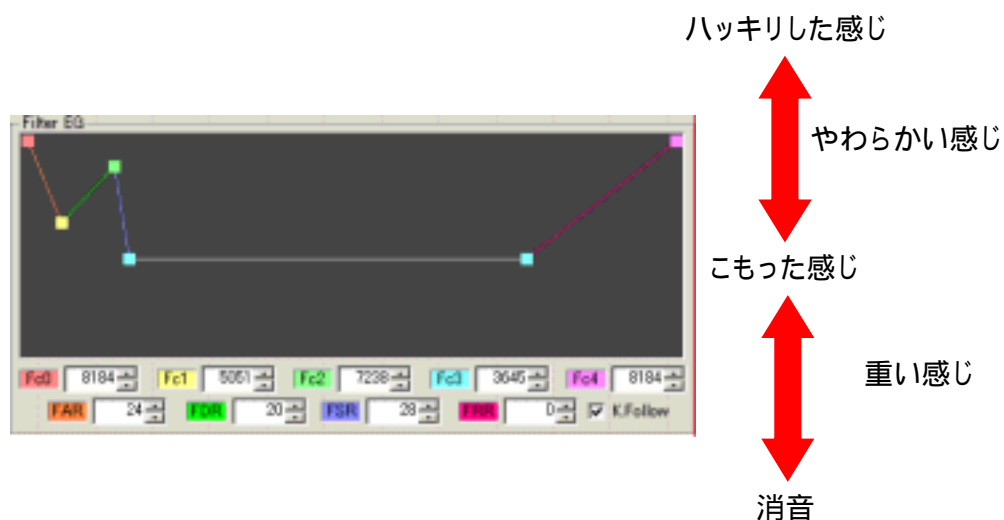 ハッキリした感じ
Filter EG
やわらかい感じ
こもった感じ
Fc0 8184 Fc1 5051 Fc2 7238 Fc3 3645 Fc4 8184
重い感じ
FAR 24 FDR 20 FSR 28 FRR 0 K.Follow
消音